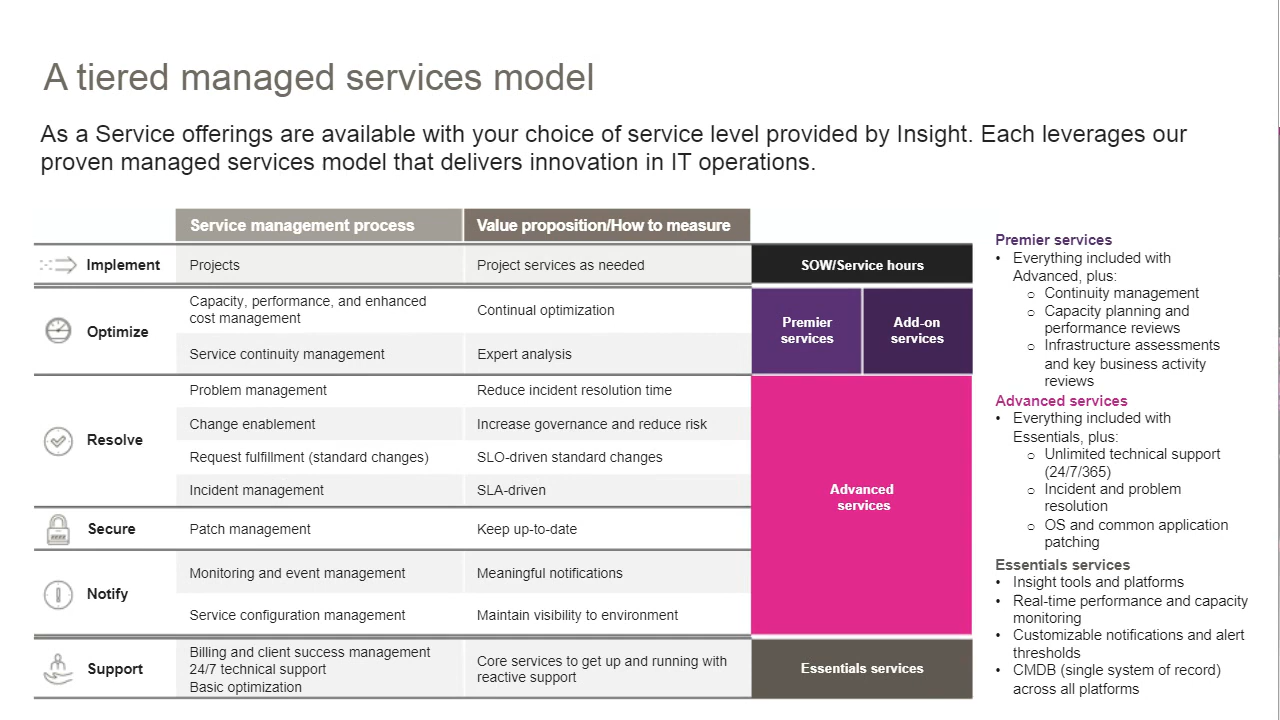 A tiered managed services model
As a Service offerings are available with your choice of service level provided by Insight. Each leverages our
proven managed services model that delivers innovation in IT operations.
Service management process
Value proposition/How to measure
Implement
Projects
Project services as needed
SOW/Service hours
Optimize
Capacity, performance, and enhanced
cost management
Continual optimization
Service continuity management
Expert analysis
Premier
services
Add-on
services
Resolve
Problem management
Reduce incident resolution time
Change enablement
Increase governance and reduce risk
Request fulfillment (standard changes)
SLO-driven standard changes
Incident management
SLA-driven
Advanced
services
Secure
Patch management
Keep up-to-date
Notify
Monitoring and event management
Meaningful notifications
Service configuration management
Maintain visibility to environment
Support
Billing and client success management
24/7 technical support
Basic optimization
Core services to get up and running with
reactive support
Essentials services
Premier services
• Everything included with
Advanced, plus:
o Continuity management
o Capacity planning and
performance reviews
o Infrastructure assessments
and key business activity
reviews
Advanced services
• Everything included with
Essentials, plus:
o Unlimited technical support
(24/7/365)
o Incident and problem
resolution
o OS and common application
patching
Essentials services
• Insight tools and platforms
• Real-time performance and capacity
monitoring
• Customizable notifications and alert
thresholds
• CMDB (single system of record)
across all platforms